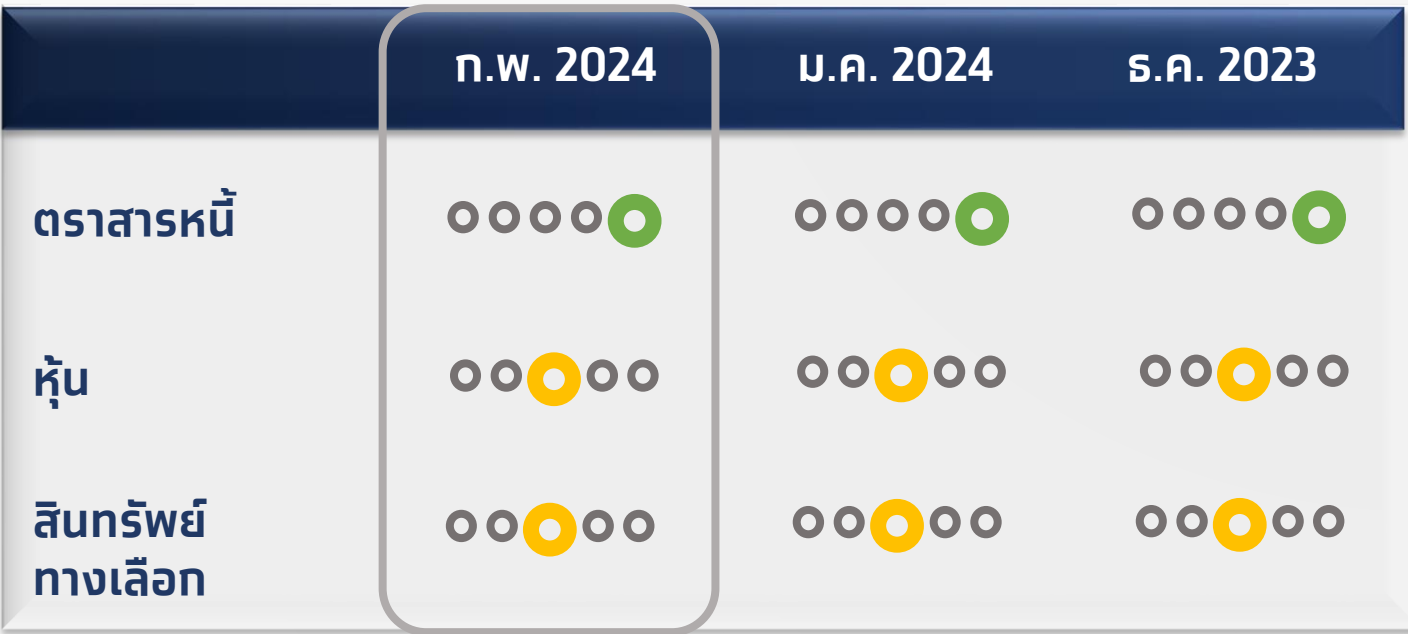 ก.พ. 2024 ม.ค. 2024 ธ.ค. 2023
ตราสารหนี้
หุ้น
สินทรัพย์
ทางเลือก